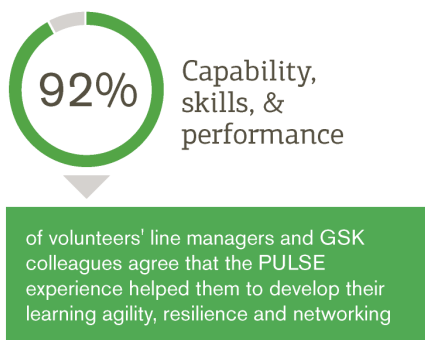 92%
Capability,
skills, &
performance
of volunteers' line managers and GSK
colleagues agree that the PULSE
experience helped them to develop their
learning agility, resilience and networking